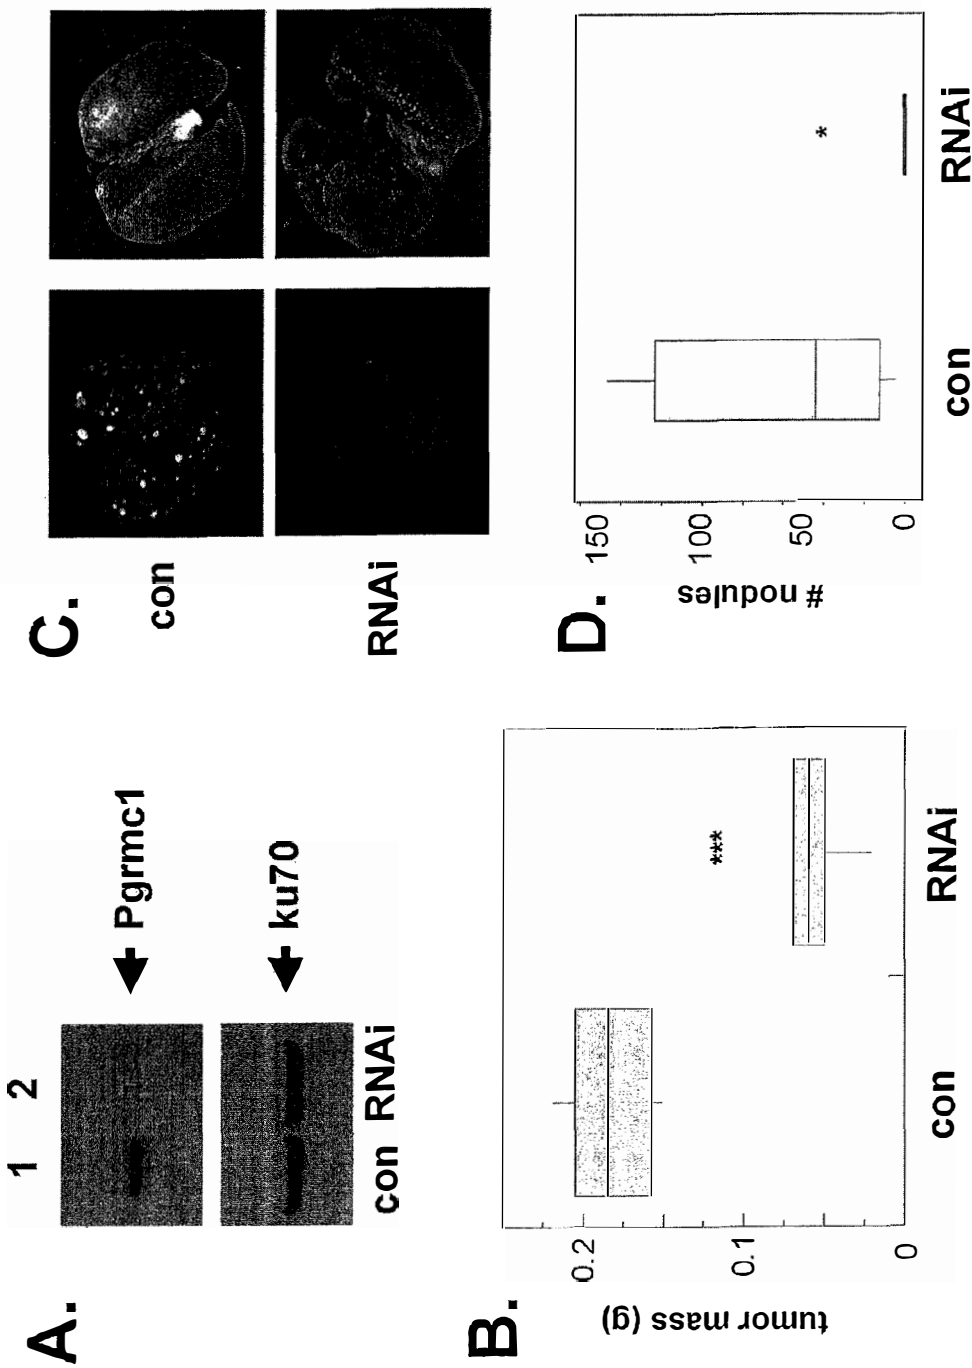 A.
1 2
Pgrmc1
ku70
con RNAi
B.
tumor mass (g)
0.2
0.1
0
***
con RNAi
C.
con
RNAi
D.
# nodules
150
100
50
0
*
con RNAi